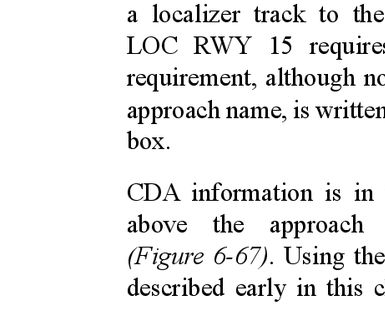 a localizer track to the
LOC RWY 15 requires
requirement, although no
approach name, is written
box.
CDA information is in
above the approach
(Figure 6-67). Using the
described early in this c